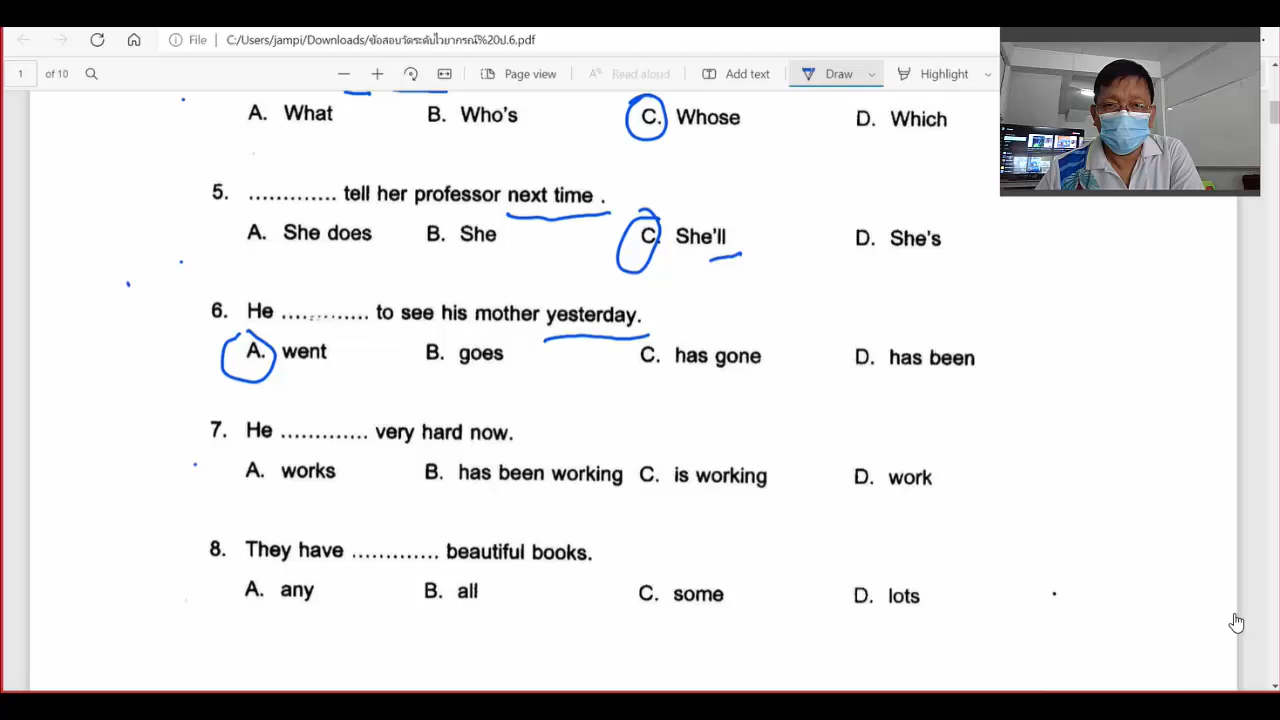 File | C:/Users/jampi/Downloads/ข้อสอบวัดระดับไวยากรณ์%20ป.6.pdf
1 of 10 Page view Read aloud Add text Draw Highlight
A. What B. Who's C. Whose D. Which
5. ............. tell her professor next time .
A. She does B. She C. She'll D. She's
6. He ............. to see his mother yesterday.
A. went B. goes C. has gone D. has been
7. He ............. very hard now.
A. works B. has been working C. is working D. work
8. They have ............. beautiful books.
A. any B. all C. some D. lots